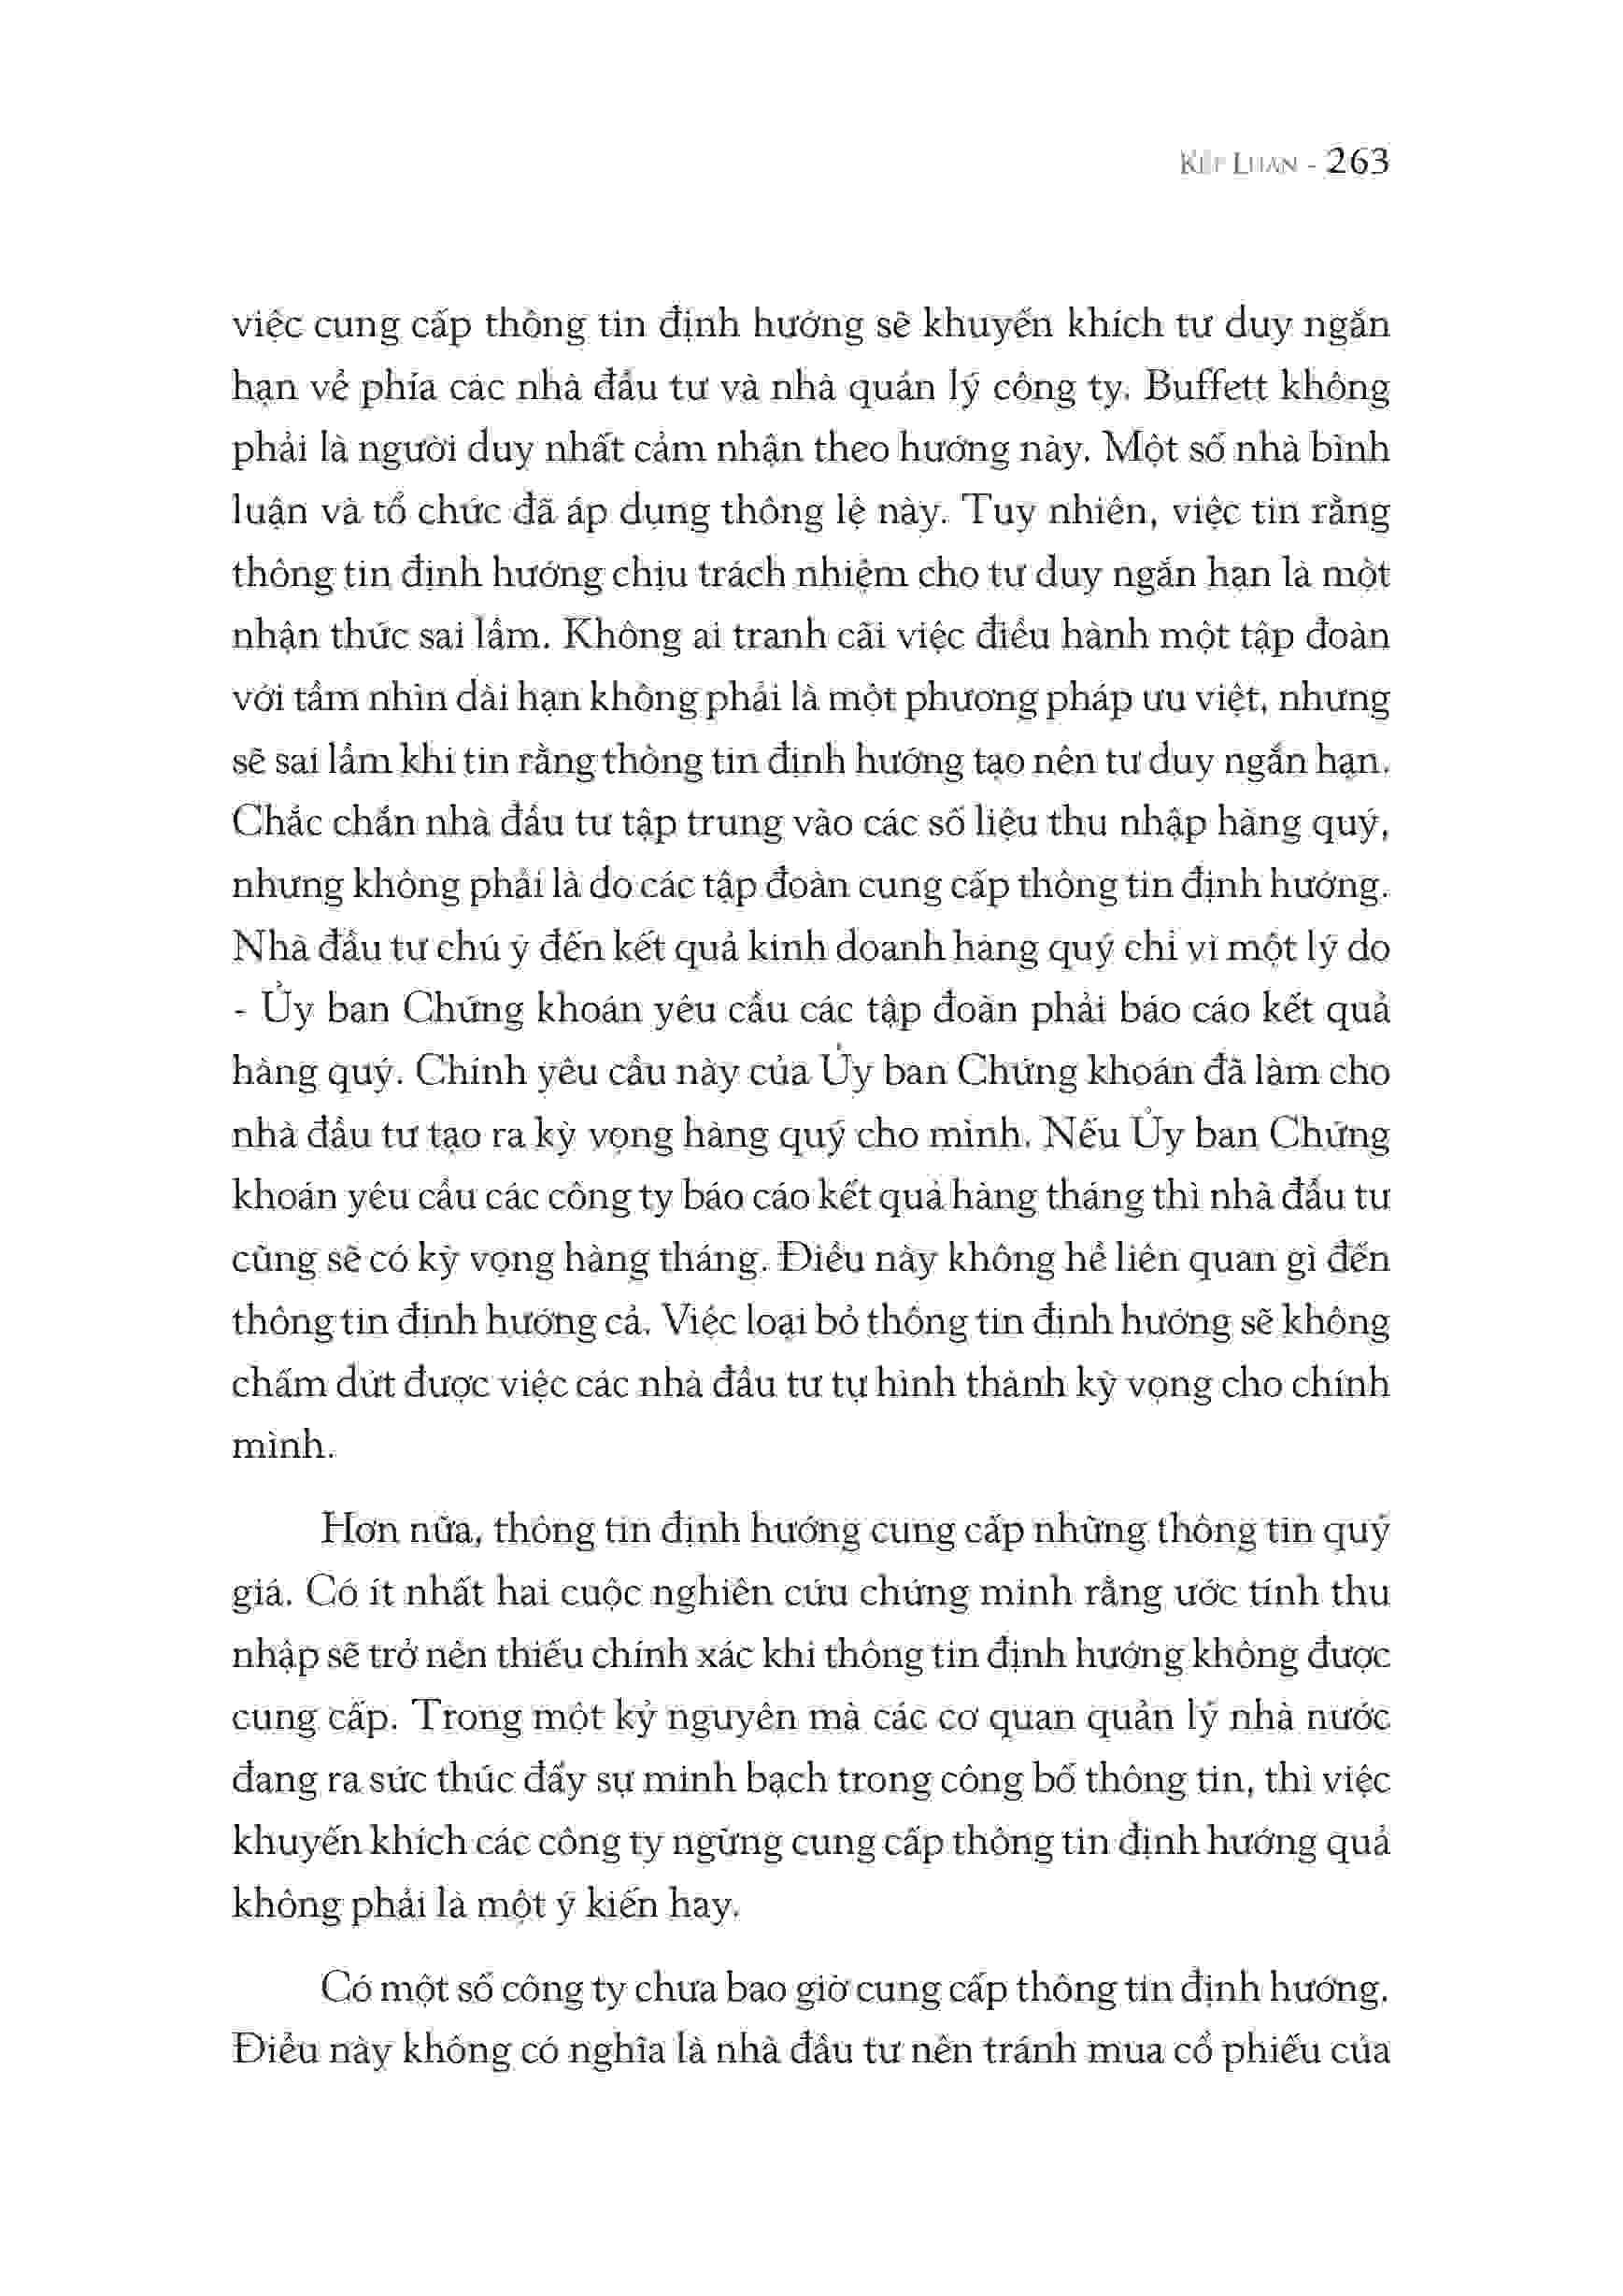 Kết Luận - 263
việc cung cấp thông tin định hướng sẽ khuyến khích tư duy ngắn
hạn về phía các nhà đầu tư và nhà quản lý công ty. Buffett không
phải là người duy nhất cảm nhận theo hướng này. Một số nhà bình
luận và tổ chức đã áp dụng thông lệ này. Tuy nhiên, việc tin rằng
thông tin định hướng chịu trách nhiệm cho tư duy ngắn hạn là một
nhận thức sai lầm. Không ai tranh cãi việc điều hành một tập đoàn
với tầm nhìn dài hạn không phải là một phương pháp ưu việt, nhưng
sẽ sai lầm khi tin rằng thông tin định hướng tạo nên tư duy ngắn hạn.
Chắc chắn nhà đầu tư tập trung vào các số liệu thu nhập hàng quý,
nhưng không phải là do các tập đoàn cung cấp thông tin định hướng.
Nhà đầu tư chú ý đến kết quả kinh doanh hàng quý chỉ vì một lý do
- Ủy ban Chứng khoán yêu cầu các tập đoàn phải báo cáo kết quả
hàng quý. Chính yêu cầu này của Ủy ban Chứng khoán đã làm cho
nhà đầu tư tạo ra kỳ vọng hàng quý cho mình. Nếu Ủy ban Chứng
khoán yêu cầu các công ty báo cáo kết quả hàng tháng thì nhà đầu tư
cũng sẽ có kỳ vọng hàng tháng. Điều này không hề liên quan gì đến
thông tin định hướng cả. Việc loại bỏ thông tin định hướng sẽ không
chấm dứt được việc các nhà đầu tư tự hình thành kỳ vọng cho chính
mình.
Hơn nữa, thông tin định hướng cung cấp những thông tin quý
giá. Có ít nhất hai cuộc nghiên cứu chứng minh rằng ước tính thu
nhập sẽ trở nên thiếu chính xác khi thông tin định hướng không được
cung cấp. Trong một kỷ nguyên mà các cơ quan quản lý nhà nước
đang ra sức thúc đẩy sự minh bạch trong công bố thông tin, thì việc
khuyến khích các công ty ngừng cung cấp thông tin định hướng quả
không phải là một ý kiến hay.
Có một số công ty chưa bao giờ cung cấp thông tin định hướng.
Điều này không có nghĩa là nhà đầu tư nên tránh mua cổ phiếu của